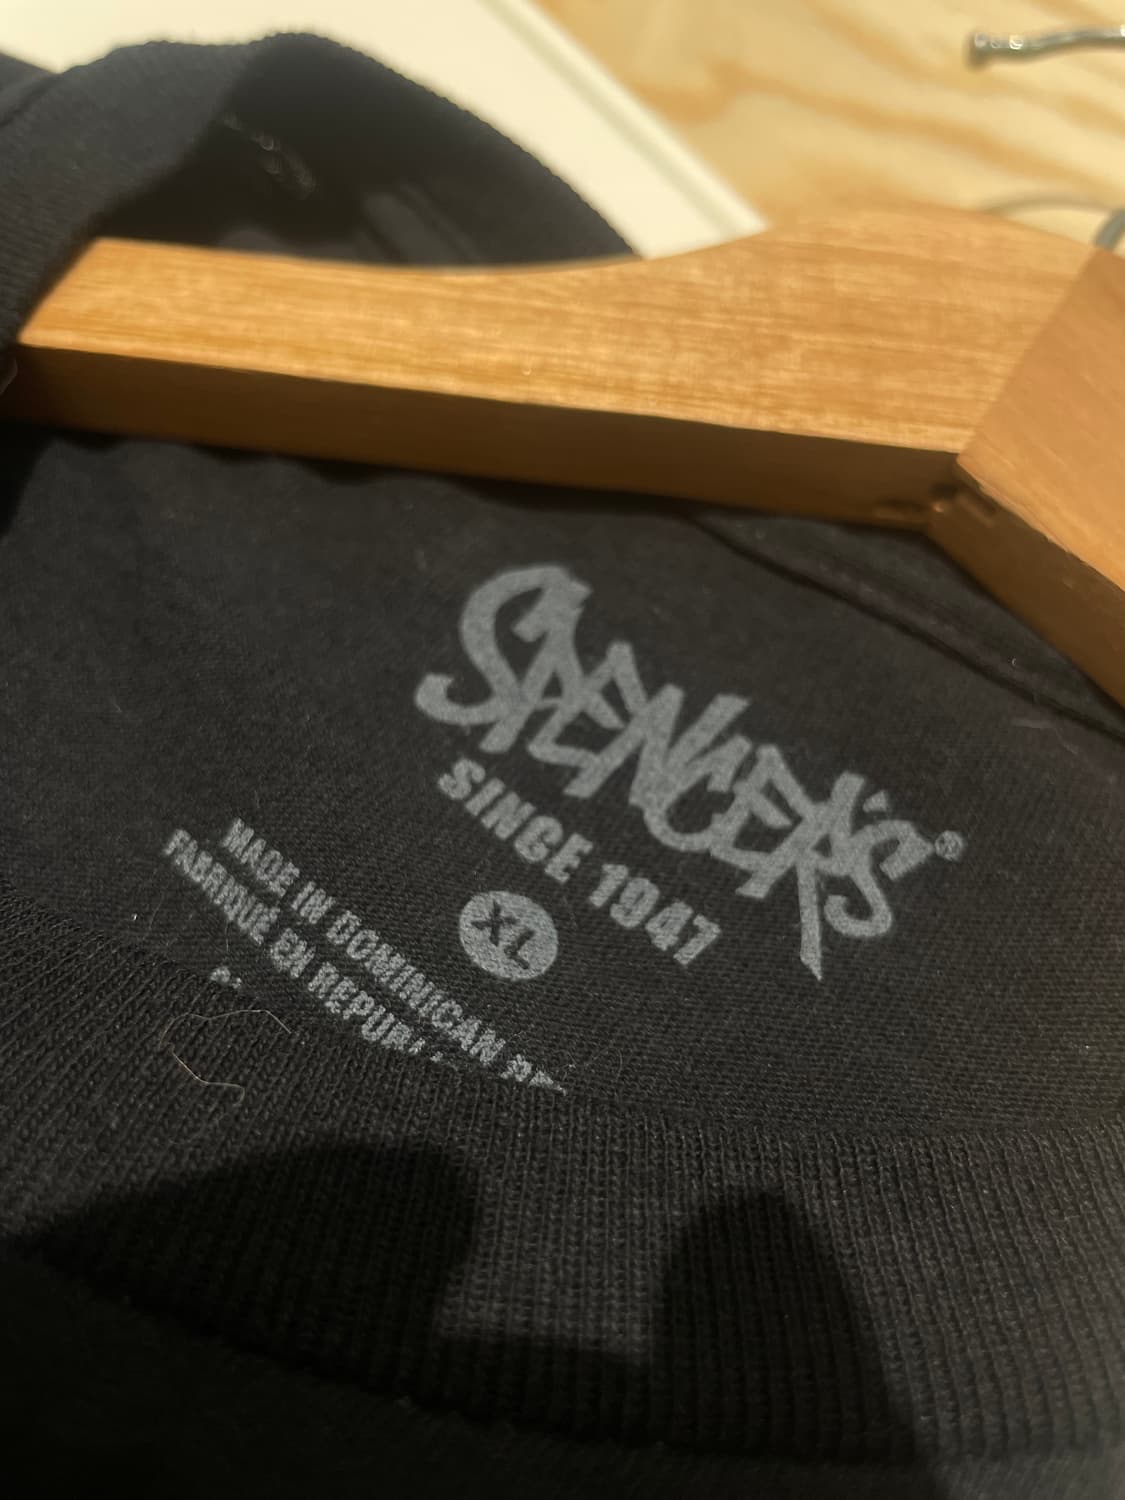 SPENCER'S®
SINCE 1947
XL
MADE IN DOMINICAN
FABRIQUÉ EN